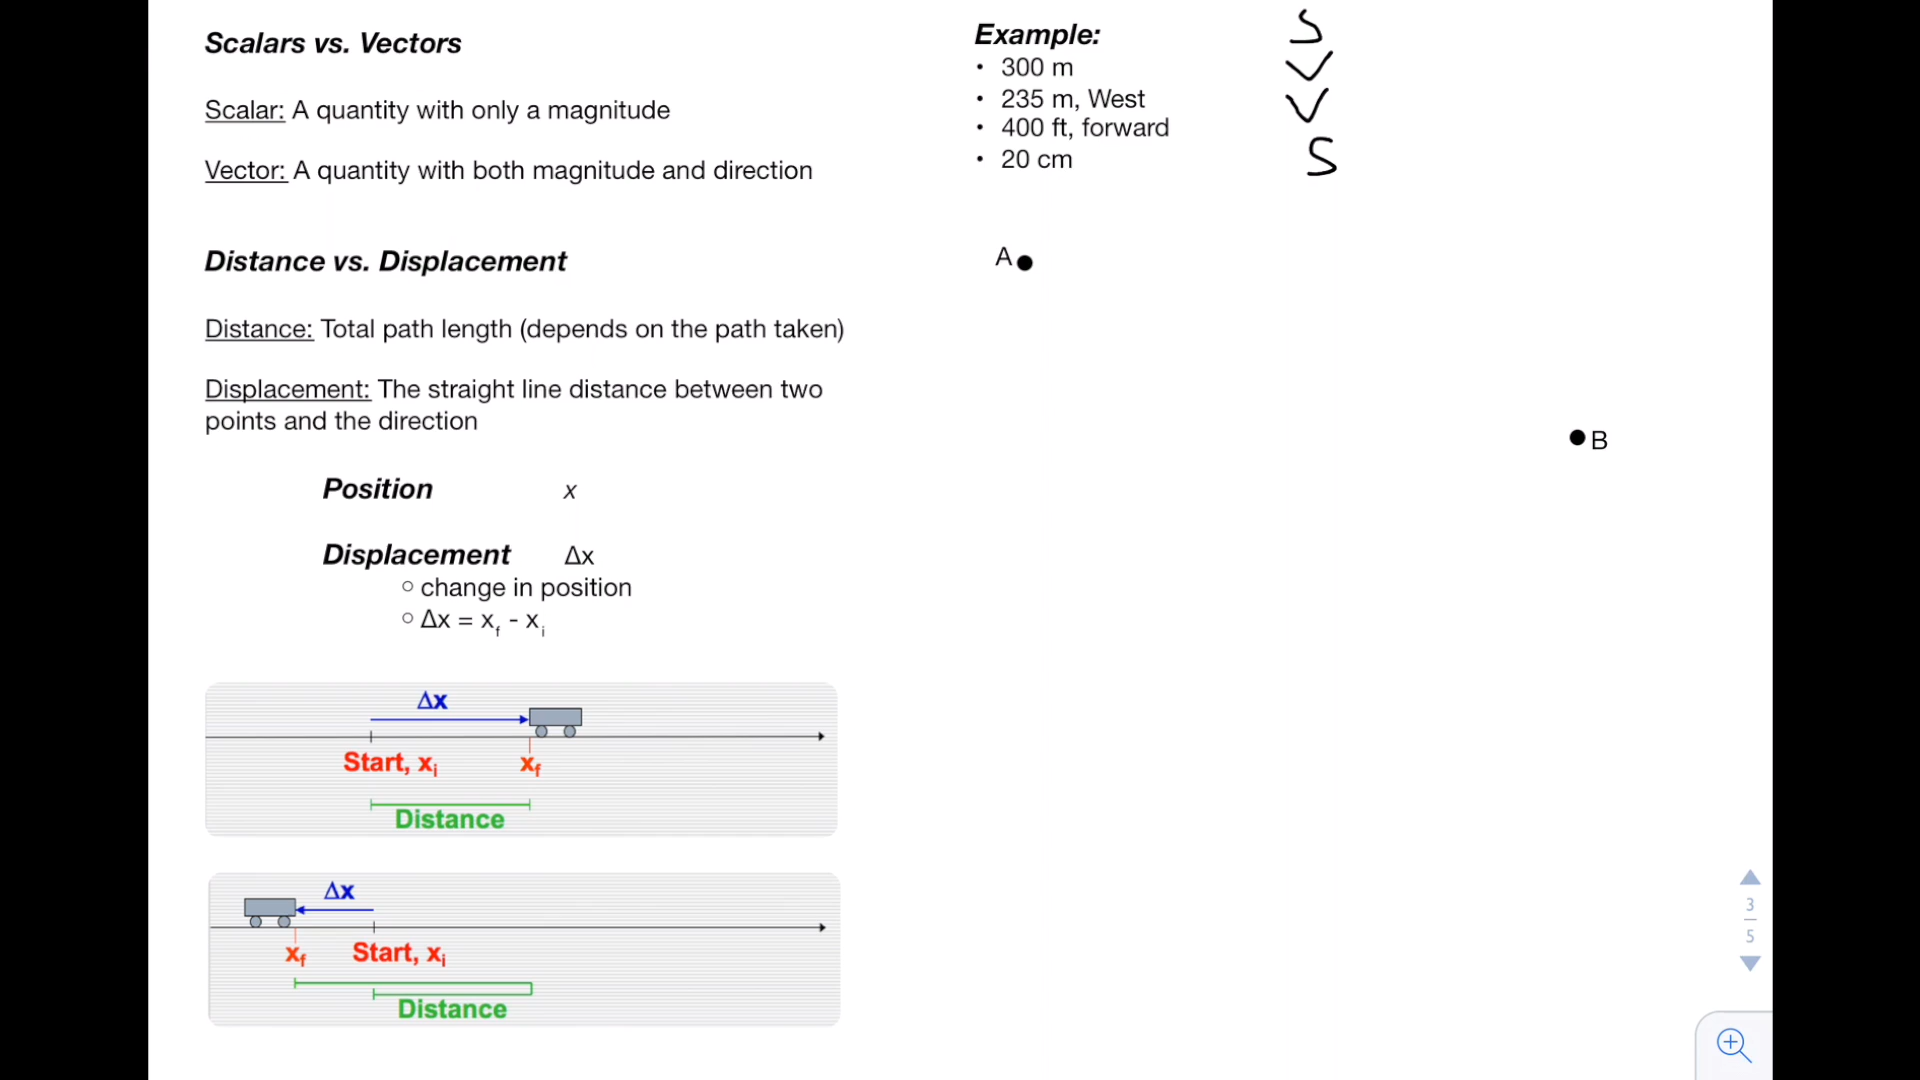 Scalars vs. Vectors
Scalar: A quantity with only a magnitude
Vector: A quantity with both magnitude and direction
Distance vs. Displacement
Distance: Total path length (depends on the path taken)
Displacement: The straight line distance between two
points and the direction
Position x
Displacement Δx
○ change in position
○ Δx = xf - xi
Δx
Start, xi xf
Distance
Δx
xf Start, xi
Distance
Example:
• 300 m S
• 235 m, West V
• 400 ft, forward V
• 20 cm S
A
B
3
5